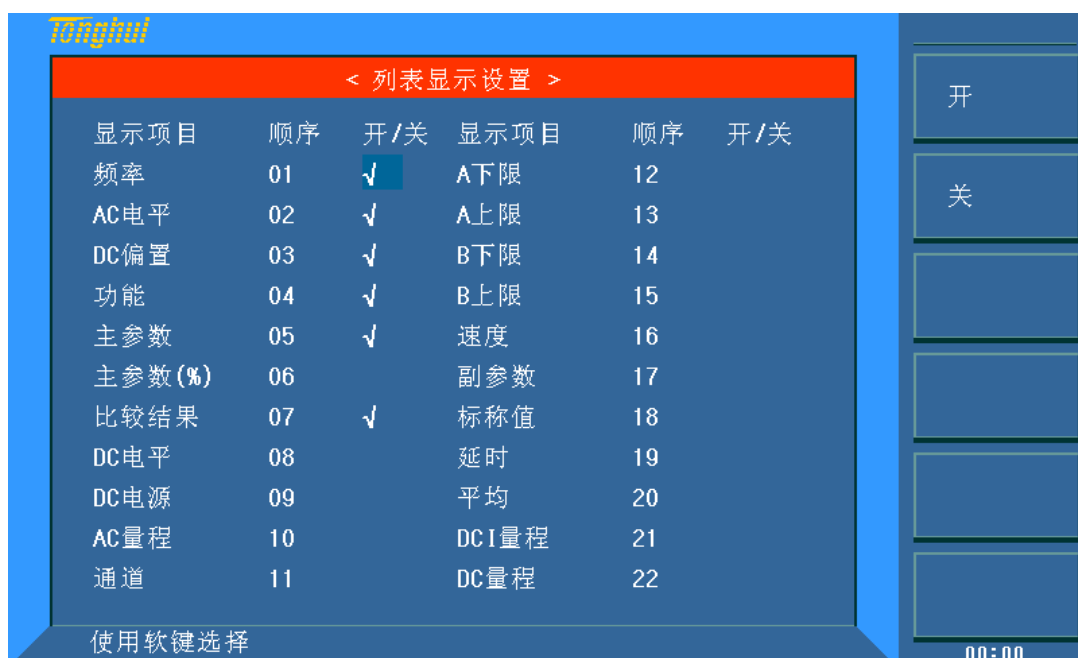 Tonghui
< 列表显示设置 >
显示项目 顺序 开/关 显示项目 顺序 开/关
频率 01 √ A下限 12
AC电平 02 √ A上限 13
DC偏置 03 √ B下限 14
功能 04 √ B上限 15
主参数 05 √ 速度 16
主参数(%) 06 副参数 17
比较结果 07 √ 标称值 18
DC电平 08 延时 19
DC电源 09 平均 20
AC量程 10 DCI量程 21
通道 11 DC量程 22
使用软键选择
开
关
00:00